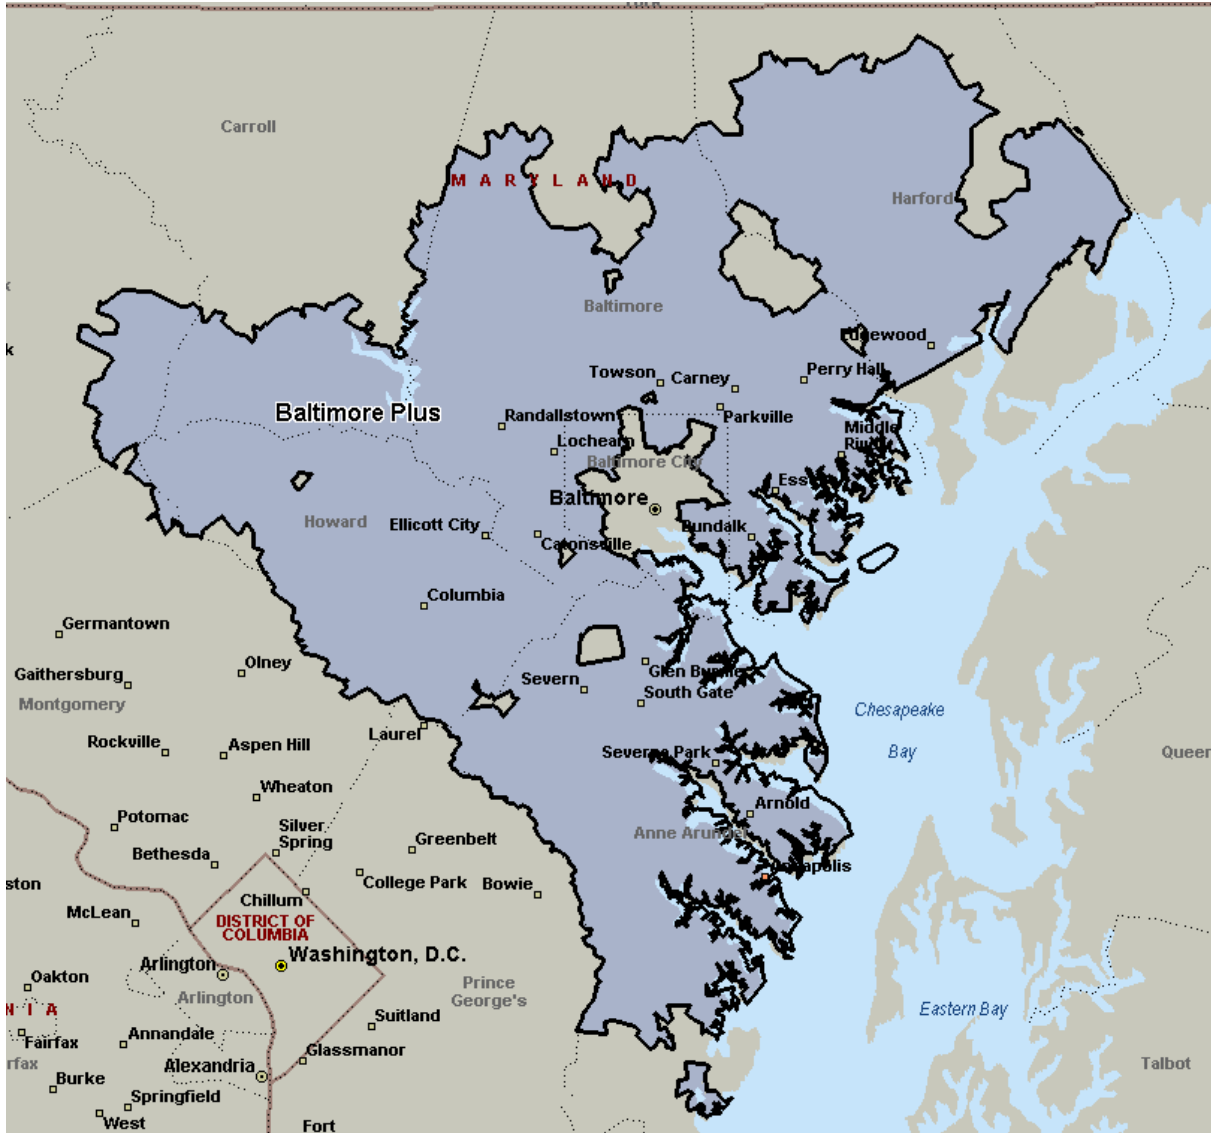 Carroll
MARYLAND
Harford
Baltimore
Edgewood
Towson
Carney
Perry Hall
Baltimore Plus
Randallstown
Parkville
Lochearn
Middle
River
Baltimore City
Essex
Baltimore
Howard
Ellicott City
Dundalk
Catonsville
Columbia
Germantown
Olney
Gaithersburg
Glen Burnie
Severn
South Gate
Montgomery
Chesapeake
Bay
Laurel
Rockville
Aspen Hill
Severna Park
Queen
Wheaton
Arnold
Potomac
Silver
Spring
Greenbelt
Anne Arundel
Bethesda
College Park
Bowie
Annapolis
ston
Chillum
McLean
DISTRICT OF
COLUMBIA
Washington, D.C.
Arlington
Oakton
Arlington
Prince
George's
NIA
Eastern Bay
Suitland
Fairfax
Annandale
Glassmanor
rfax
Alexandria
Talbot
Burke
Springfield
West
Fort